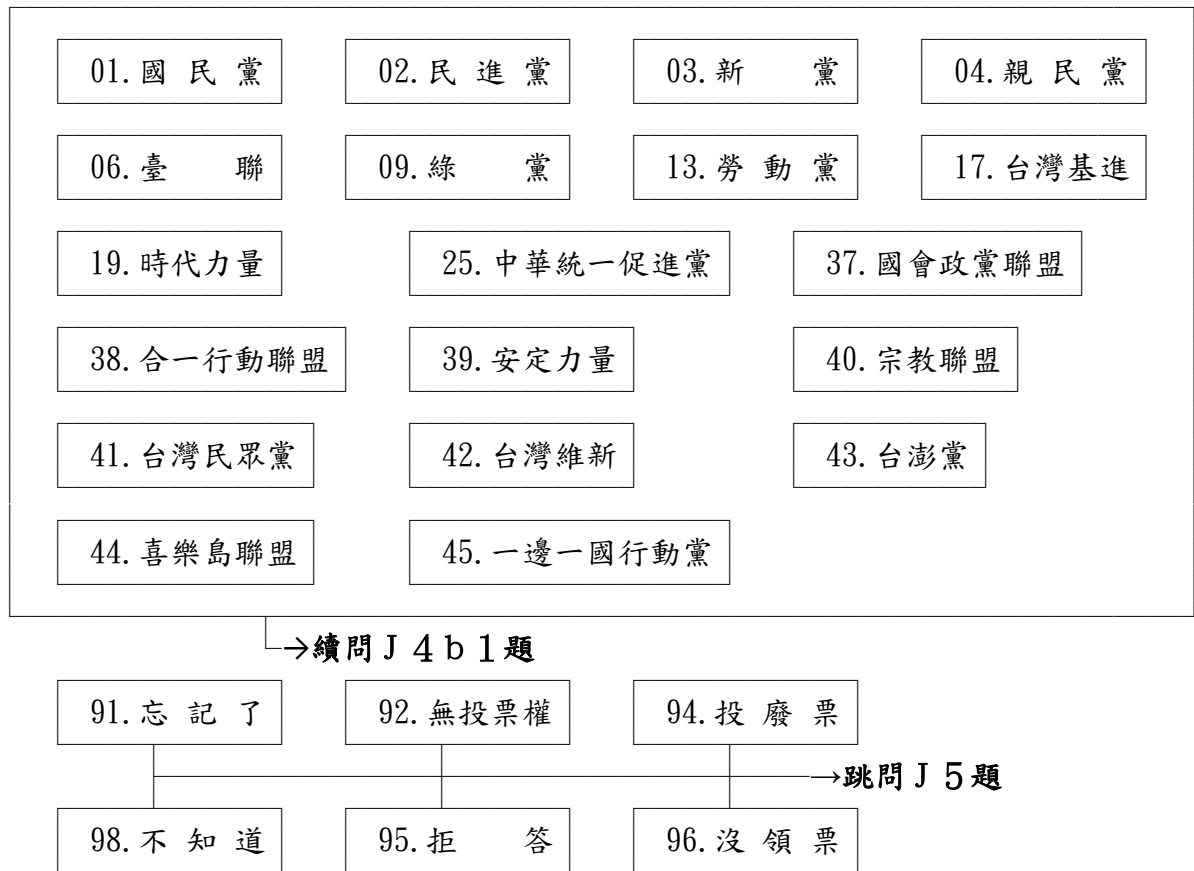 01.國 民 黨 02.民 進 黨 03.新 黨 04.親 民 黨
06.臺 聯 09.綠 黨 13.勞 動 黨 17.台灣基進
19.時代力量 25.中華統一促進黨 37.國會政黨聯盟
38.合一行動聯盟 39.安定力量 40.宗教聯盟
41.台灣民眾黨 42.台灣維新 43.台澎黨
44.喜樂島聯盟 45.一邊一國行動黨
→續問J4b1題
91.忘 記 了 92.無投票權 94.投 廢 票
→跳問J5題
98.不 知 道 95.拒 答 96.沒 領 票